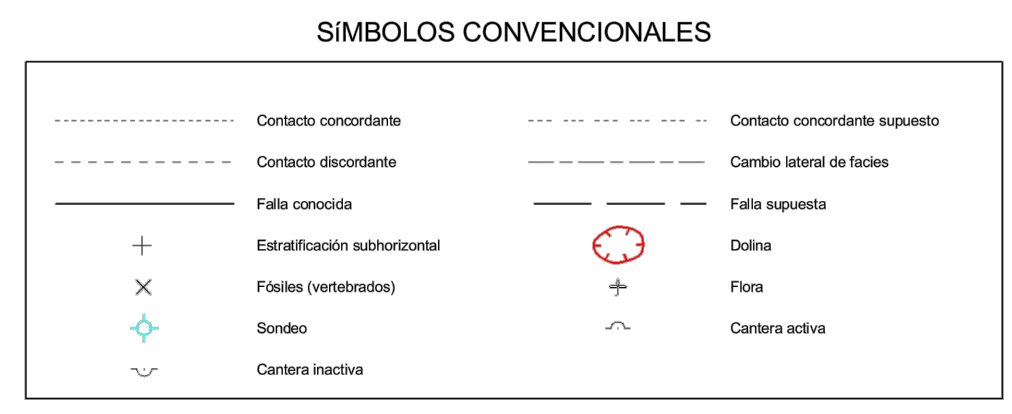 SíMBOLOS CONVENCIONALES
Contacto concordante
Contacto concordante supuesto
Contacto discordante
Cambio lateral de facies
Falla conocida
Falla supuesta
Estratificación subhorizontal
Dolina
Fósiles (vertebrados)
Flora
Sondeo
Cantera activa
Cantera inactiva